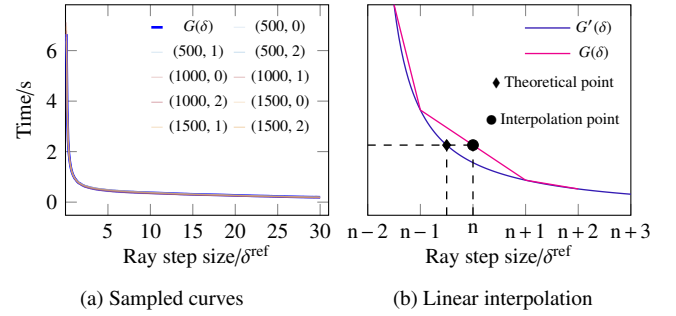 G(δ) (500, 0)
(500, 1) (500, 2)
(1000, 0) (1000, 1)
(1000, 2) (1500, 0)
(1500, 1) (1500, 2)
Time/s
6
4
2
0
5 10 15 20 25 30
Ray step size/δ^ref
(a) Sampled curves
G′(δ)
G(δ)
Theoretical point
Interpolation point
n − 2 n − 1 n n + 1 n + 2 n + 3
Ray step size/δ^ref
(b) Linear interpolation